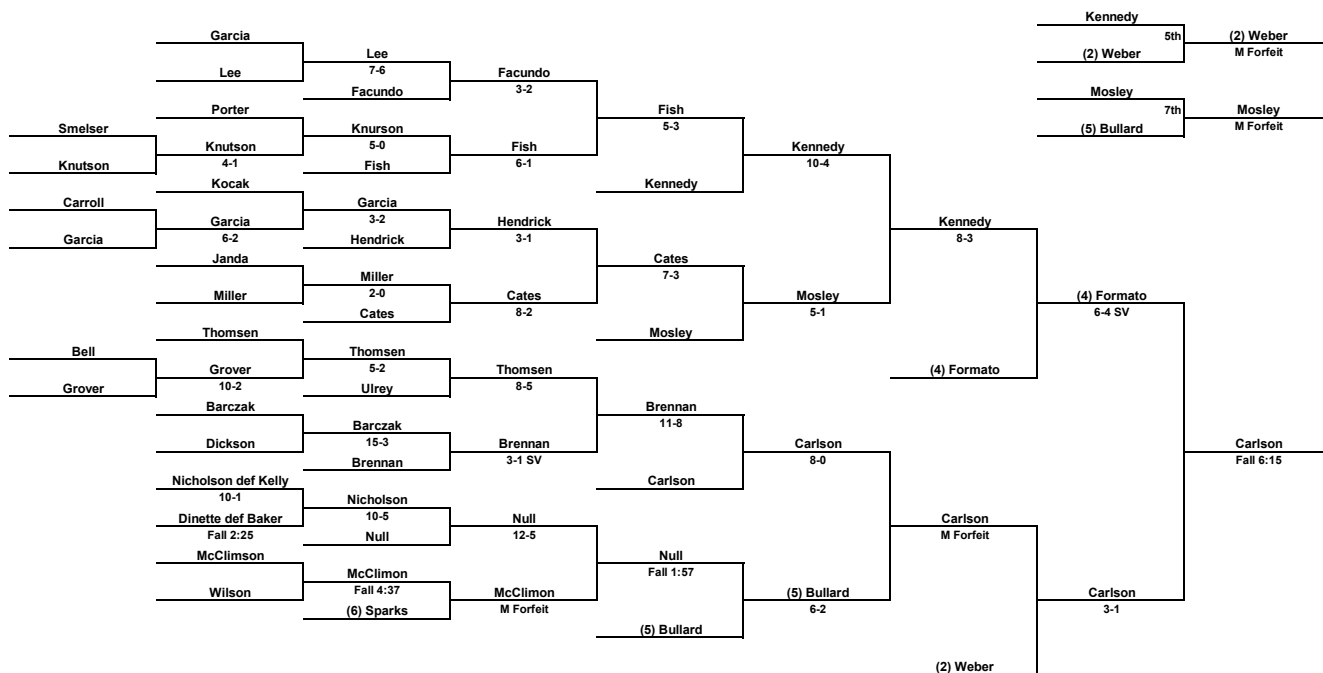 Kennedy
Garcia
5th
(2) Weber
Lee
M Forfeit
7-6
(2) Weber
Lee
Facundo
3-2
Facundo
Mosley
Porter
Fish
7th
Mosley
5-3
M Forfeit
Smelser
Knurson
(5) Bullard
5-0
Knutson
Fish
Kennedy
4-1
6-1
10-4
Knutson
Fish
Kocak
Kennedy
Carroll
Garcia
3-2
Garcia
Hendrick
Kennedy
6-2
3-1
8-3
Garcia
Hendrick
Janda
Cates
7-3
Miller
2-0
Miller
Cates
Mosley
(4) Formato
8-2
5-1
6-4 SV
Cates
Thomsen
Mosley
Bell
Thomsen
5-2
Grover
Thomsen
(4) Formato
10-2
8-5
Grover
Ulrey
Barczak
Brennan
11-8
Barczak
15-3
Dickson
Brennan
Carlson
Carlson
3-1 SV
8-0
Fall 6:15
Brennan
Nicholson def Kelly
Carlson
10-1
Nicholson
10-5
Dinette def Baker
Null
Carlson
Fall 2:25
12-5
M Forfeit
Null
McClimson
Null
Fall 1:57
McClimon
Fall 4:37
Wilson
McClimon
(5) Bullard
Carlson
M Forfeit
6-2
3-1
(6) Sparks
(5) Bullard
(2) Weber